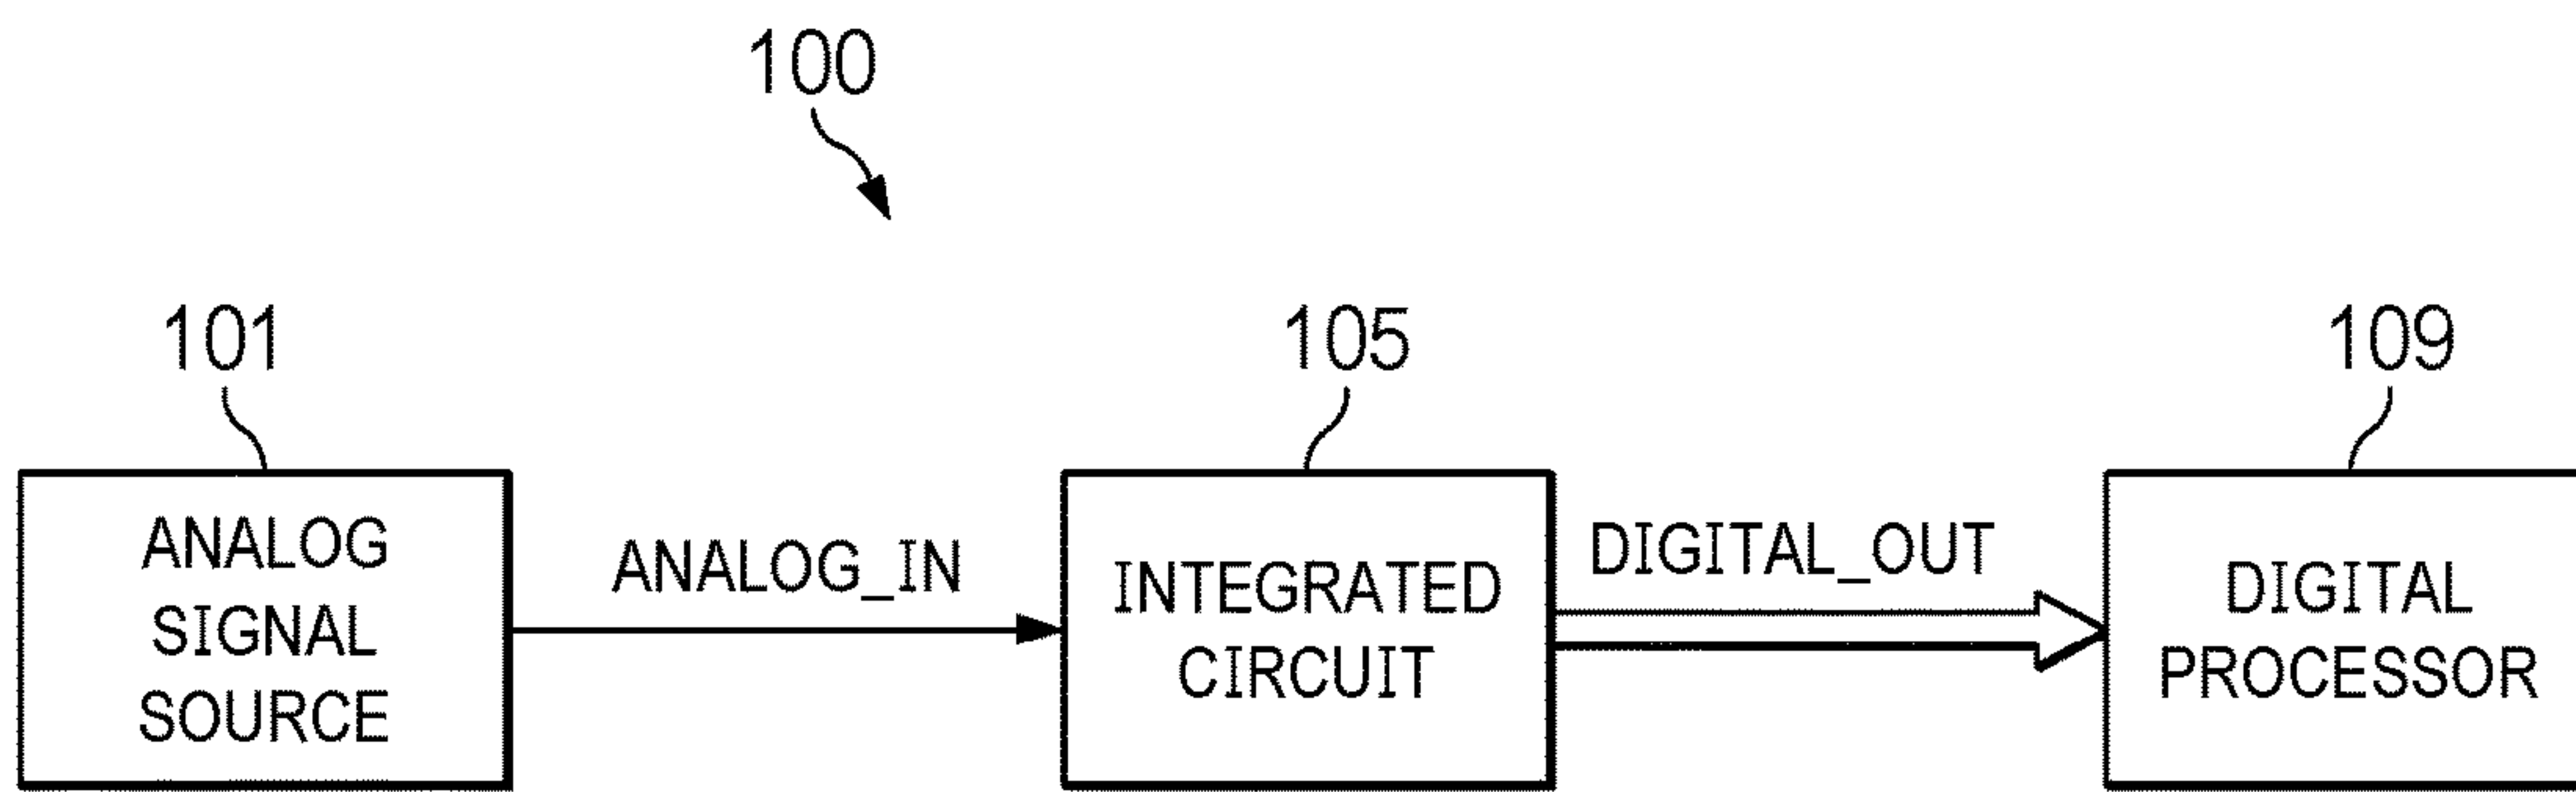 100
101
105
109
ANALOG
SIGNAL
SOURCE
ANALOG_IN
INTEGRATED
CIRCUIT
DIGITAL_OUT
DIGITAL
PROCESSOR